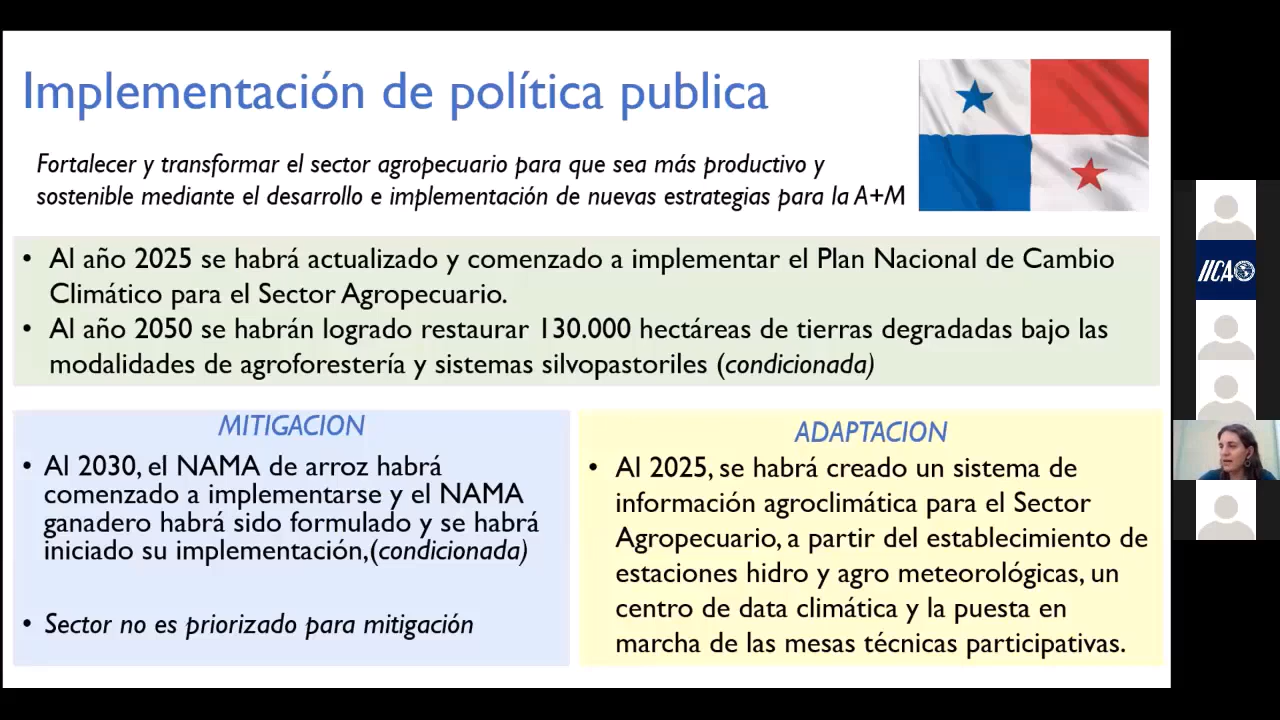 Implementación de política publica
Fortalecer y transformar el sector agropecuario para que sea más productivo y
sostenible mediante el desarrollo e implementación de nuevas estrategias para la A+M
• Al año 2025 se habrá actualizado y comenzado a implementar el Plan Nacional de Cambio
Climático para el Sector Agropecuario.
• Al año 2050 se habrán logrado restaurar 130.000 hectáreas de tierras degradadas bajo las
modalidades de agroforestería y sistemas silvopastoriles (condicionada)
MITIGACION
• Al 2030, el NAMA de arroz habrá
comenzado a implementarse y el NAMA
ganadero habrá sido formulado y se habrá
iniciado su implementación,(condicionada)
• Sector no es priorizado para mitigación
ADAPTACION
• Al 2025, se habrá creado un sistema de
información agroclimática para el Sector
Agropecuario, a partir del establecimiento de
estaciones hidro y agro meteorológicas, un
centro de data climática y la puesta en
marcha de las mesas técnicas participativas.
IICA